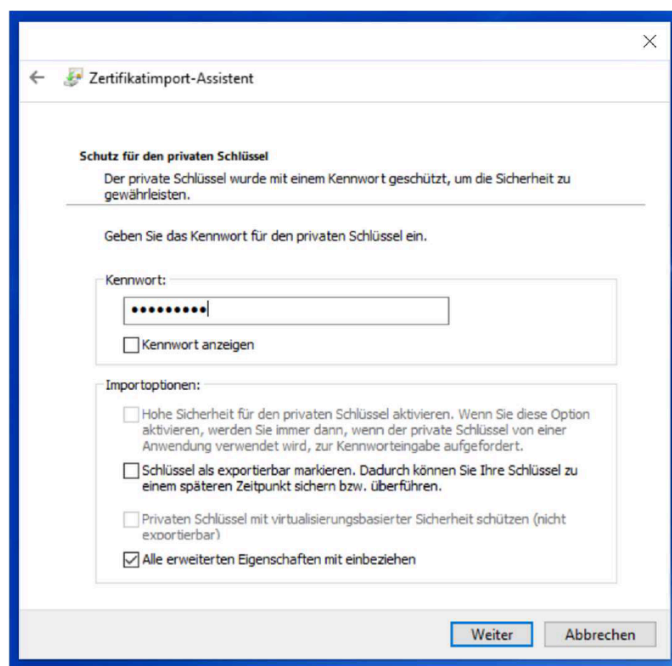 Zertifikatimport-Assistent
Schutz für den privaten Schlüssel
Der private Schlüssel wurde mit einem Kennwort geschützt, um die Sicherheit zu
gewährleisten.
Geben Sie das Kennwort für den privaten Schlüssel ein.
Kennwort:
•••••••••
Kennwort anzeigen
Importoptionen:
Hohe Sicherheit für den privaten Schlüssel aktivieren. Wenn Sie diese Option
aktivieren, werden Sie immer dann, wenn der private Schlüssel von einer
Anwendung verwendet wird, zur Kennworteingabe aufgefordert.
Schlüssel als exportierbar markieren. Dadurch können Sie Ihre Schlüssel zu
einem späteren Zeitpunkt sichern bzw. überführen.
Privaten Schlüssel mit virtualisierungsbasierter Sicherheit schützen (nicht
exportierbar)
Alle erweiterten Eigenschaften mit einbeziehen
Weiter
Abbrechen